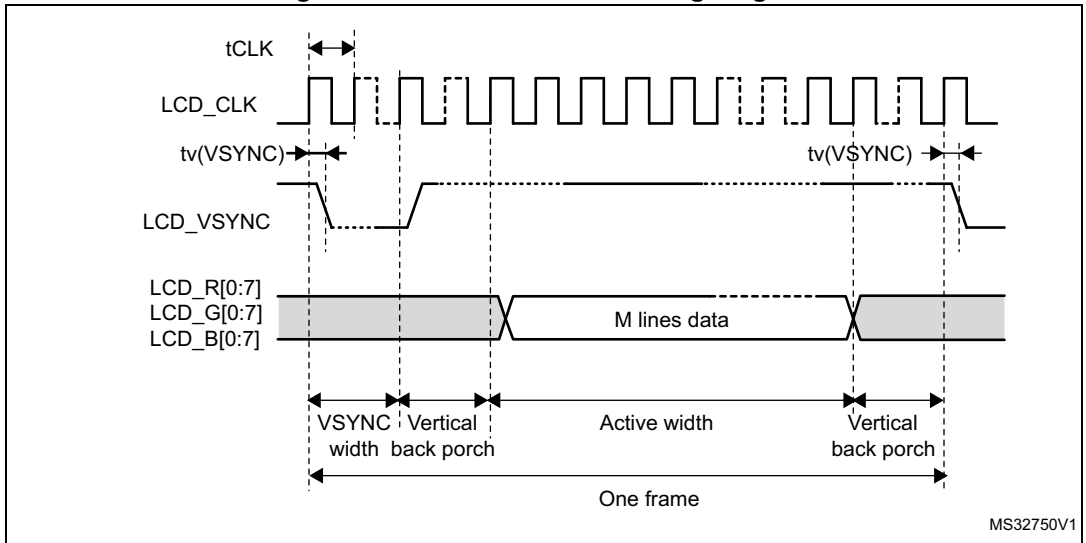 tCLK
LCD_CLK
tv(VSYNC)
tv(VSYNC)
LCD_VSYNC
LCD_R[0:7]
LCD_G[0:7]
LCD_B[0:7]
M lines data
VSYNC width
Vertical back porch
Active width
Vertical back porch
One frame
MS32750V1